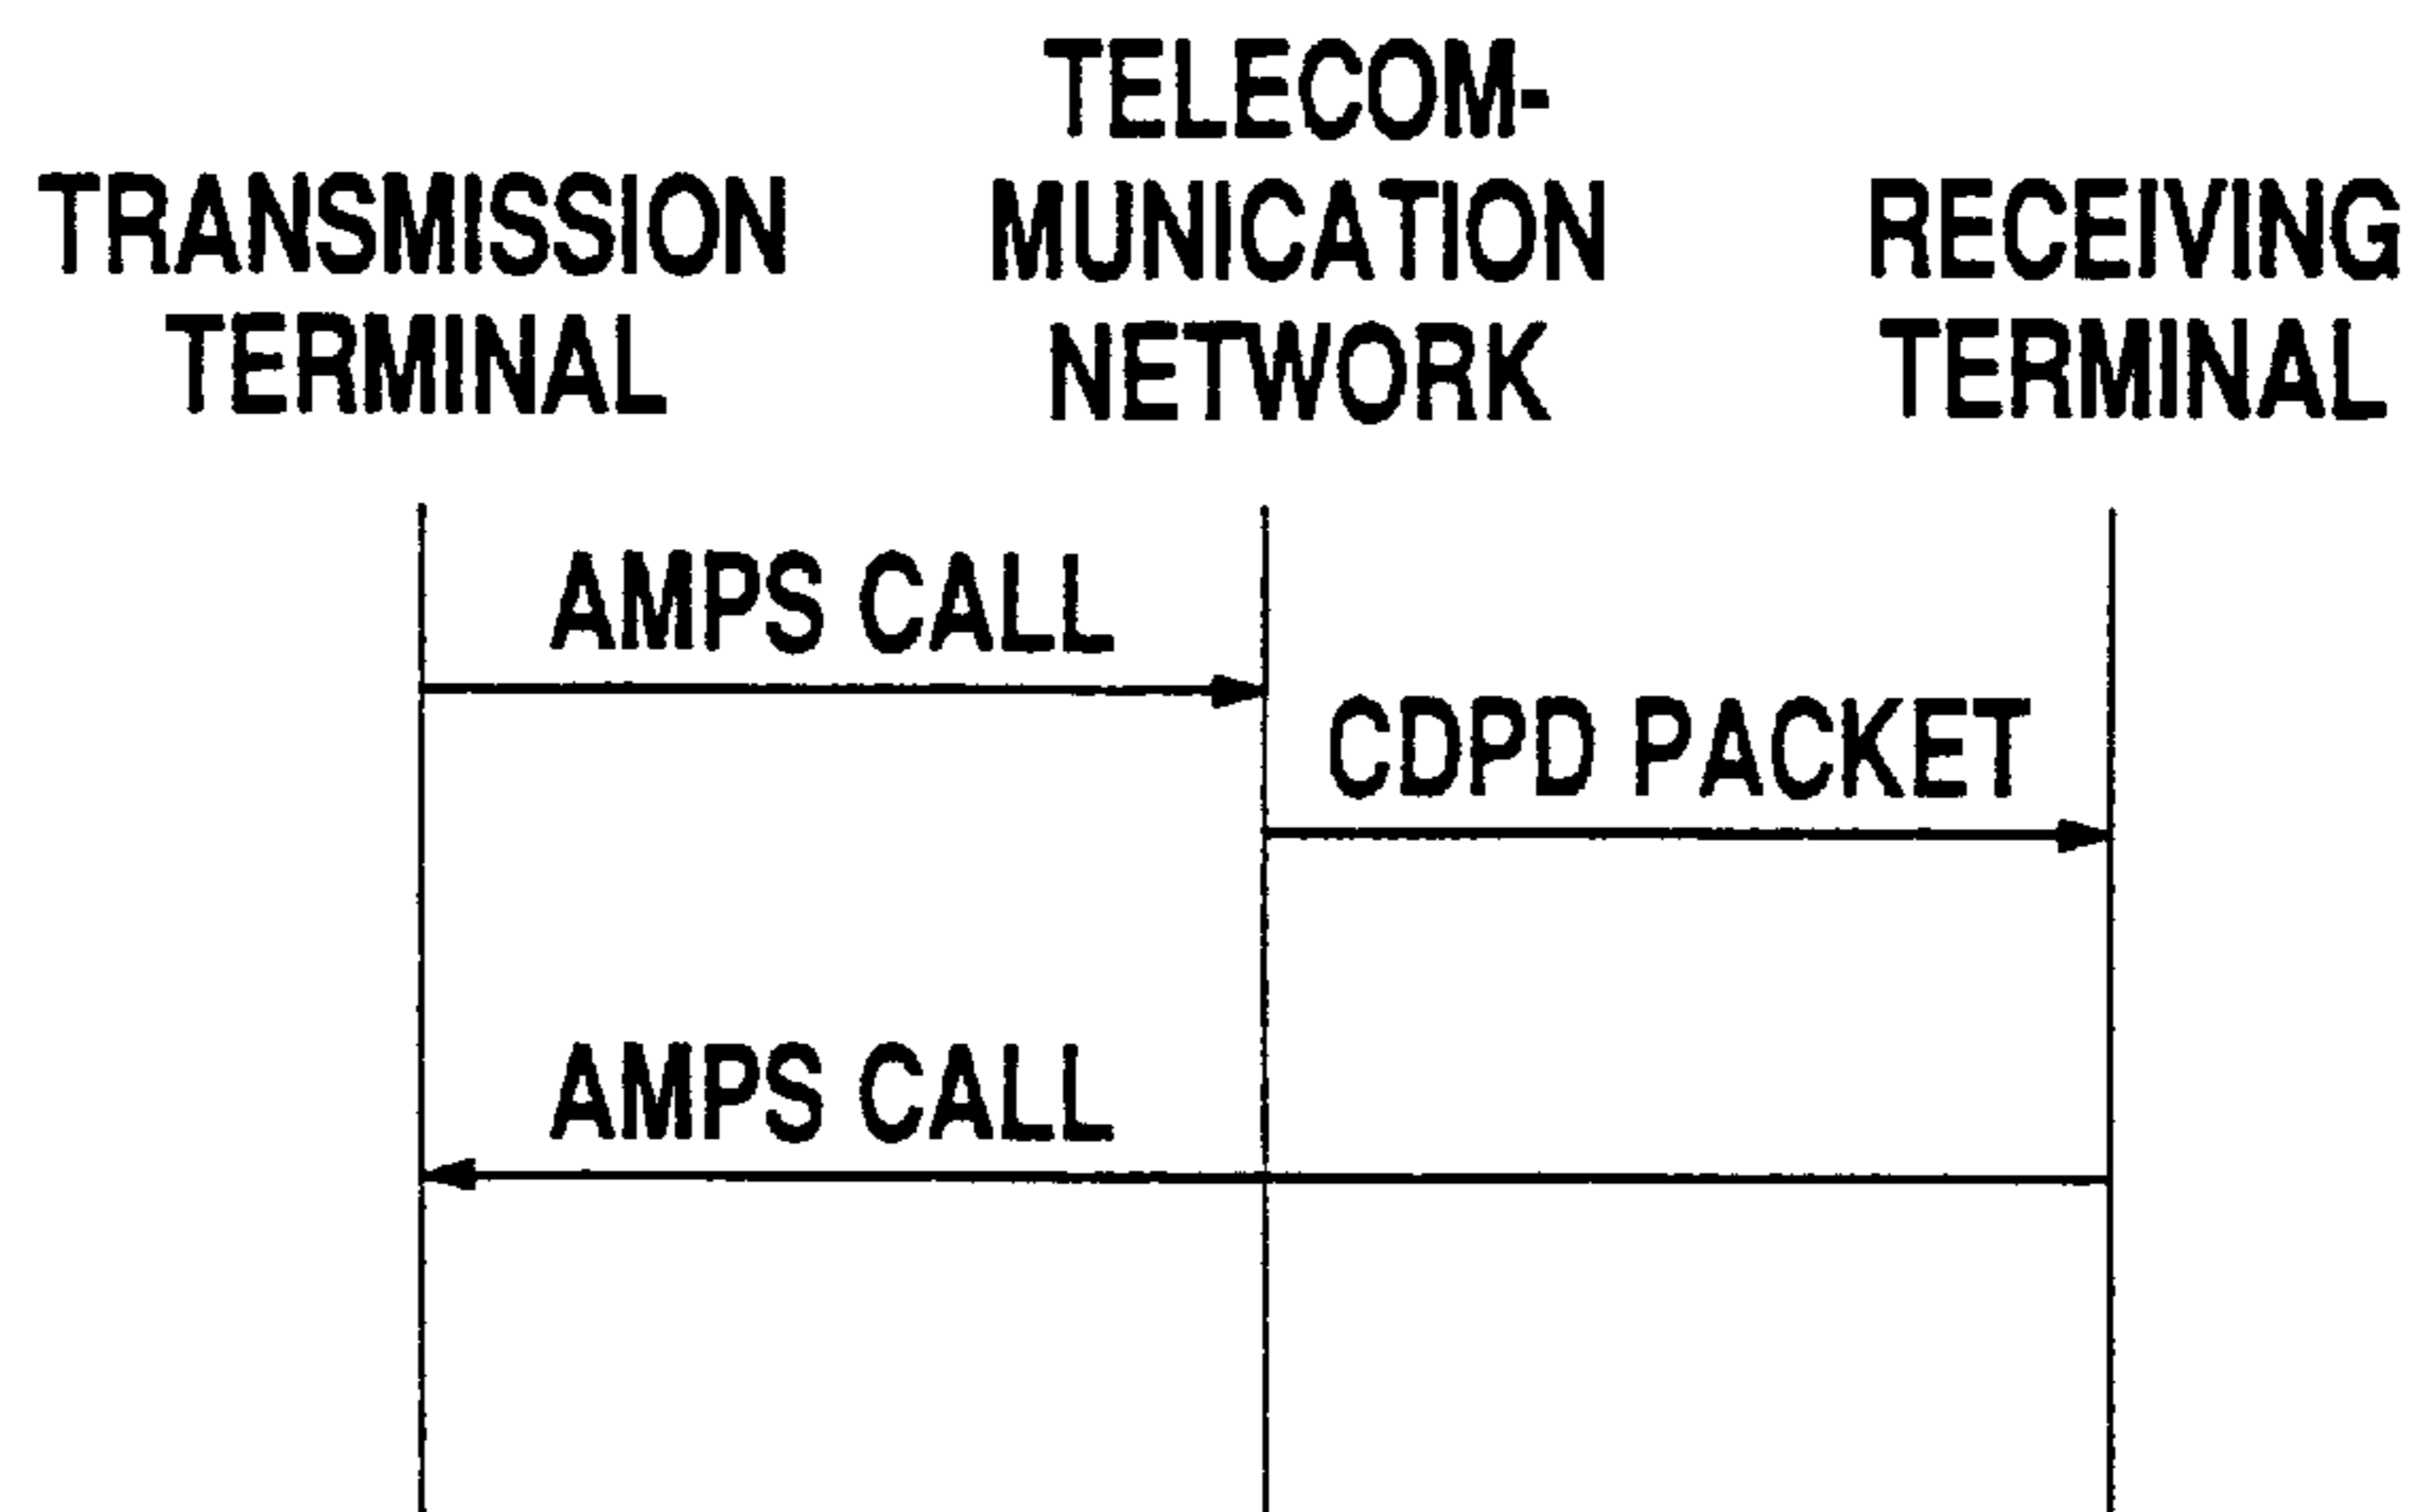 TRANSMISSION
TERMINAL
TELECOM-
MUNICATION
NETWORK
RECEIVING
TERMINAL
AMPS CALL
CDPD PACKET
AMPS CALL